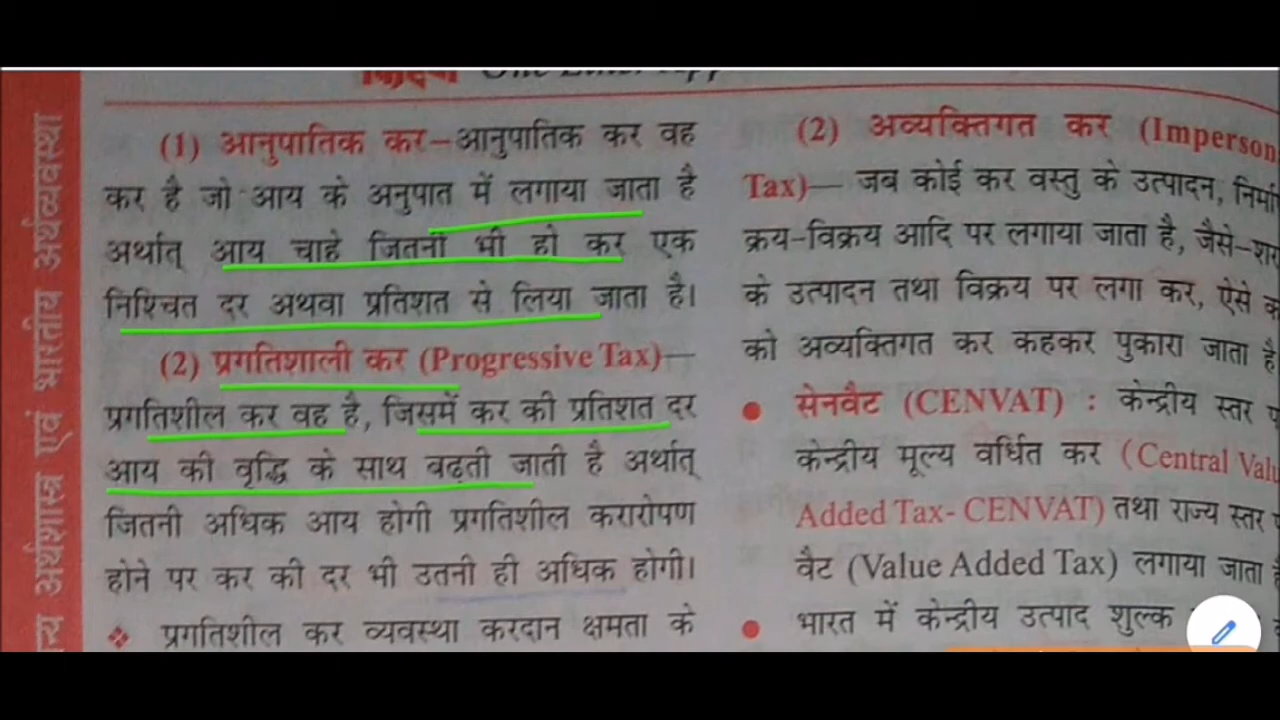 One Liner
(1) आनुपातिक कर–आनुपातिक कर वह
कर है जो आय के अनुपात में लगाया जाता है
अर्थात् आय चाहे जितनी भी हो कर एक
निश्चित दर अथवा प्रतिशत से लिया जाता है।
(2) प्रगतिशाली कर (Progressive Tax)—
प्रगतिशील कर वह है, जिसमें कर की प्रतिशत दर
आय की वृद्धि के साथ बढ़ती जाती है अर्थात्
जितनी अधिक आय होगी प्रगतिशील करारोपण
होने पर कर की दर भी उतनी ही अधिक होगी।
प्रगतिशील कर व्यवस्था करदान क्षमता के
(2) अव्यक्तिगत कर (Imperson
Tax)— जब कोई कर वस्तु के उत्पादन, निर्मा
क्रय-विक्रय आदि पर लगाया जाता है, जैसे-शर
के उत्पादन तथा विक्रय पर लगा कर, ऐसे क
को अव्यक्तिगत कर कहकर पुकारा जाता है
● सेनवैट (CENVAT) : केन्द्रीय स्तर प
केन्द्रीय मूल्य वर्धित कर (Central Valu
Added Tax- CENVAT) तथा राज्य स्तर प
वैट (Value Added Tax) लगाया जाता है
● भारत में केन्द्रीय उत्पाद शुल्क
न्य अर्थशास्त्र एवं भारतीय अर्थव्यवस्था